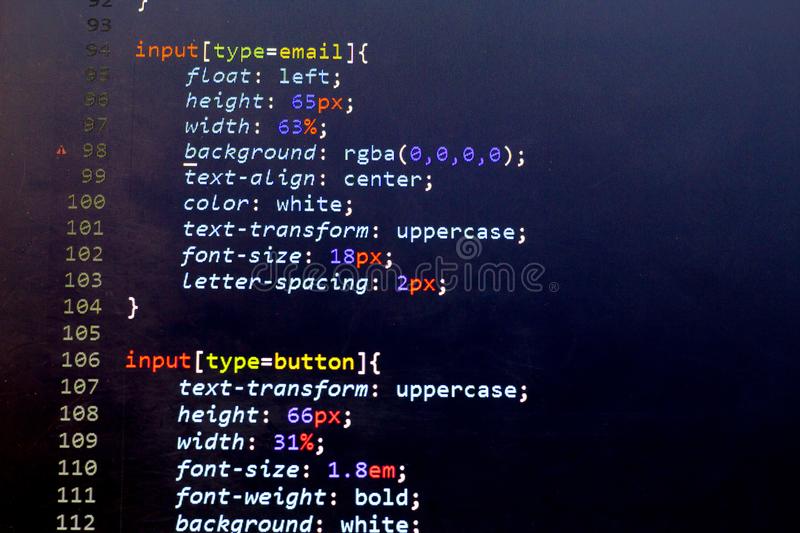 92 }
93
94 input[type=email]{
95 float: left;
96 height: 65px;
97 width: 63%;
98 background: rgba(0,0,0,0);
99 text-align: center;
100 color: white;
101 text-transform: uppercase;
102 font-size: 18px;
103 letter-spacing: 2px;
104 }
105
106 input[type=button]{
107 text-transform: uppercase;
108 height: 66px;
109 width: 31%;
110 font-size: 1.8em;
111 font-weight: bold;
112 background: white;
dreamstime.com